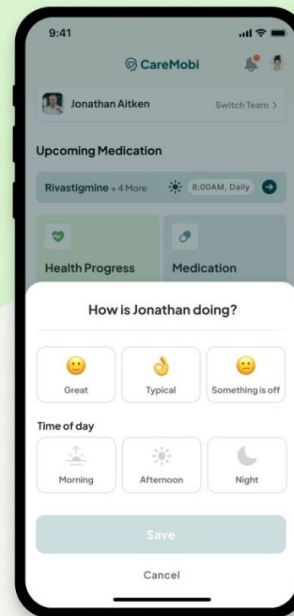 9:41
CareMobi
Jonathan Aitken
Switch Team >
Upcoming Medication
Rivastigmine + 4 More
8:00AM, Daily
Health Progress
Medication
How is Jonathan doing?
Great
Typical
Something is off
Time of day
Morning
Afternoon
Night
Save
Cancel